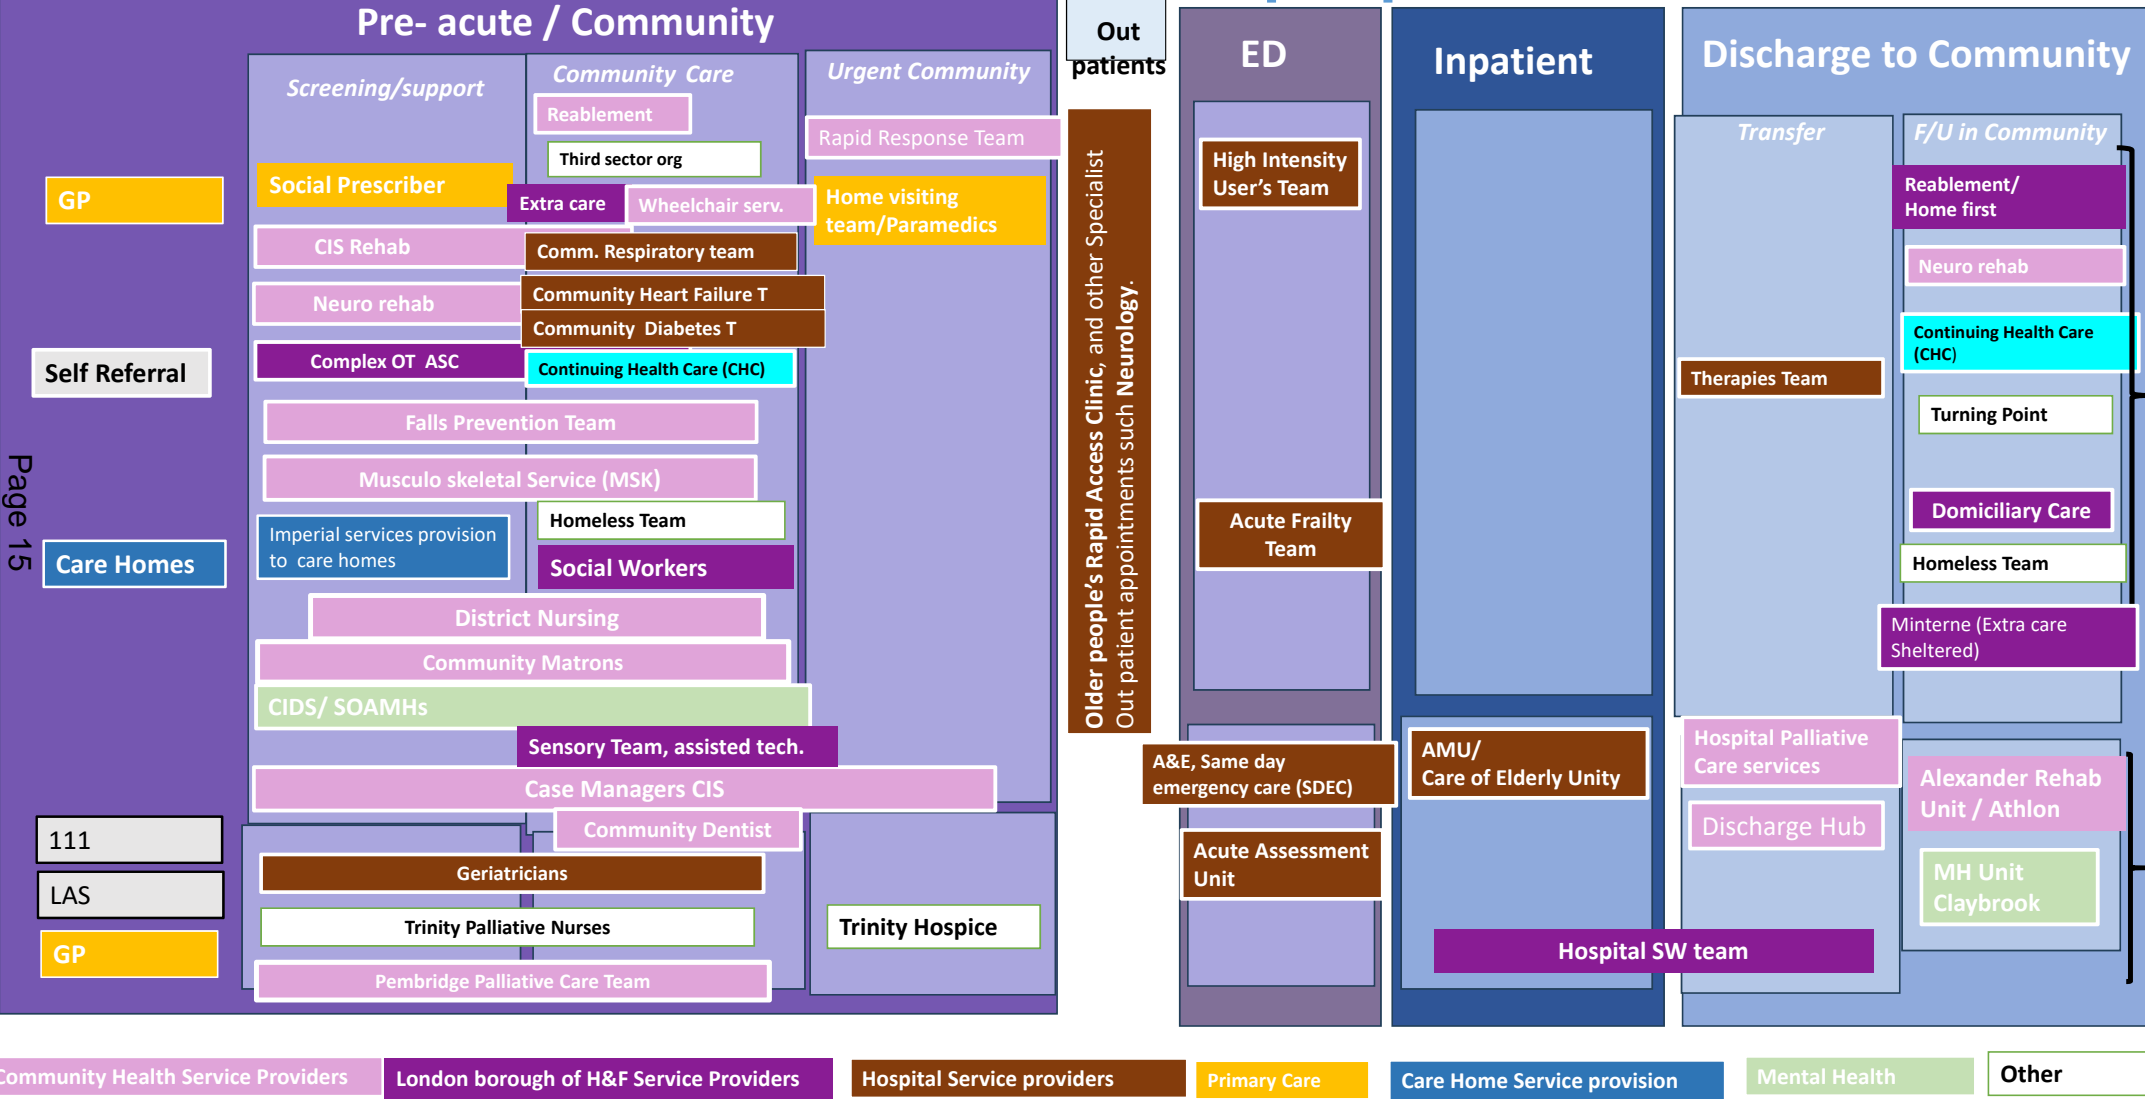 Pre- acute / Community
Screening/support
Community Care
Urgent Community
Reablement
Third sector org
Rapid Response Team
GP
Social Prescriber
Extra care
Wheelchair serv.
Home visiting
team/Paramedics
CIS Rehab
Comm. Respiratory team
Neuro rehab
Community Heart Failure T
Community Diabetes T
Self Referral
Complex OT ASC
Continuing Health Care (CHC)
Falls Prevention Team
Musculo skeletal Service (MSK)
Page 15
Care Homes
Imperial services provision
to care homes
Homeless Team
Social Workers
District Nursing
Community Matrons
CIDS/ SOAMHs
Sensory Team, assisted tech.
Case Managers CIS
Community Dentist
111
LAS
GP
Geriatricians
Trinity Palliative Nurses
Trinity Hospice
Pembridge Palliative Care Team
Out
patients
Older people's Rapid Access Clinic, and other Specialist
Out patient appointments such Neurology.
ED
High Intensity
User's Team
Acute Frailty
Team
A&E, Same day
emergency care (SDEC)
Acute Assessment
Unit
Inpatient
AMU/
Care of Elderly Unity
Hospital SW team
Discharge to Community
Transfer
F/U in Community
Reablement/
Home first
Neuro rehab
Continuing Health Care
(CHC)
Therapies Team
Turning Point
Domiciliary Care
Homeless Team
Minterne (Extra care
Sheltered)
Hospital Palliative
Care services
Discharge Hub
Alexander Rehab
Unit / Athlon
MH Unit
Claybrook
Community Health Service Providers
London borough of H&F Service Providers
Hospital Service providers
Primary Care
Care Home Service provision
Mental Health
Other